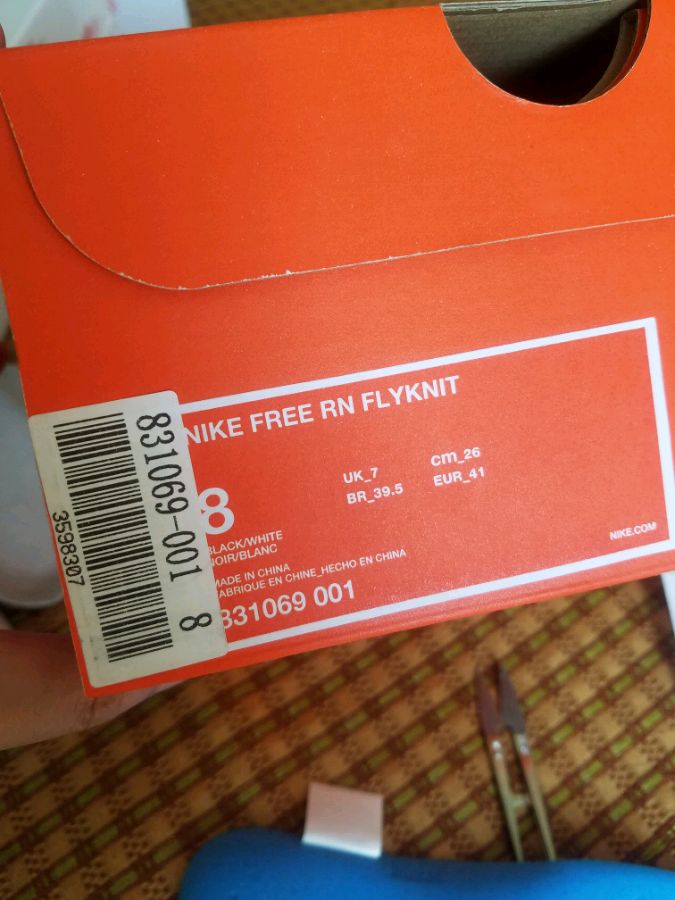 NIKE FREE RN FLYKNIT
8
UK_7
cm_26
BR_39.5
EUR_41
BLACK/WHITE
NOIR/BLANC
MADE IN CHINA
FABRIQUE EN CHINE_HECHO EN CHINA
831069 001
NIKE.COM
831069-001 8
3598307